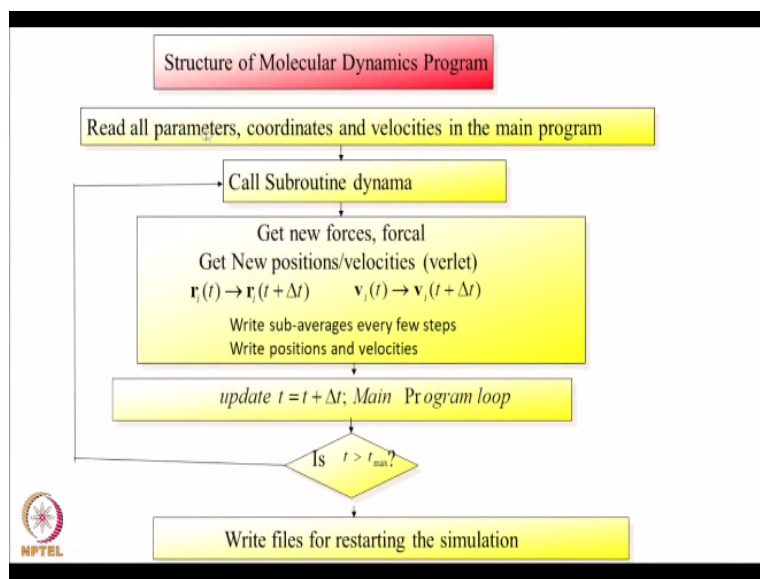 Structure of Molecular Dynamics Program
Read all parameters, coordinates and velocities in the main program
Call Subroutine dynama
Get new forces, forcal
Get New positions/velocities (verlet)
r_i(t) → r_i(t + Δt)   v_i(t) → v_i(t + Δt)
Write sub-averages every few steps
Write positions and velocities
update t = t + Δt; Main Program loop
Is t > t_max?
Write files for restarting the simulation
NPTEL